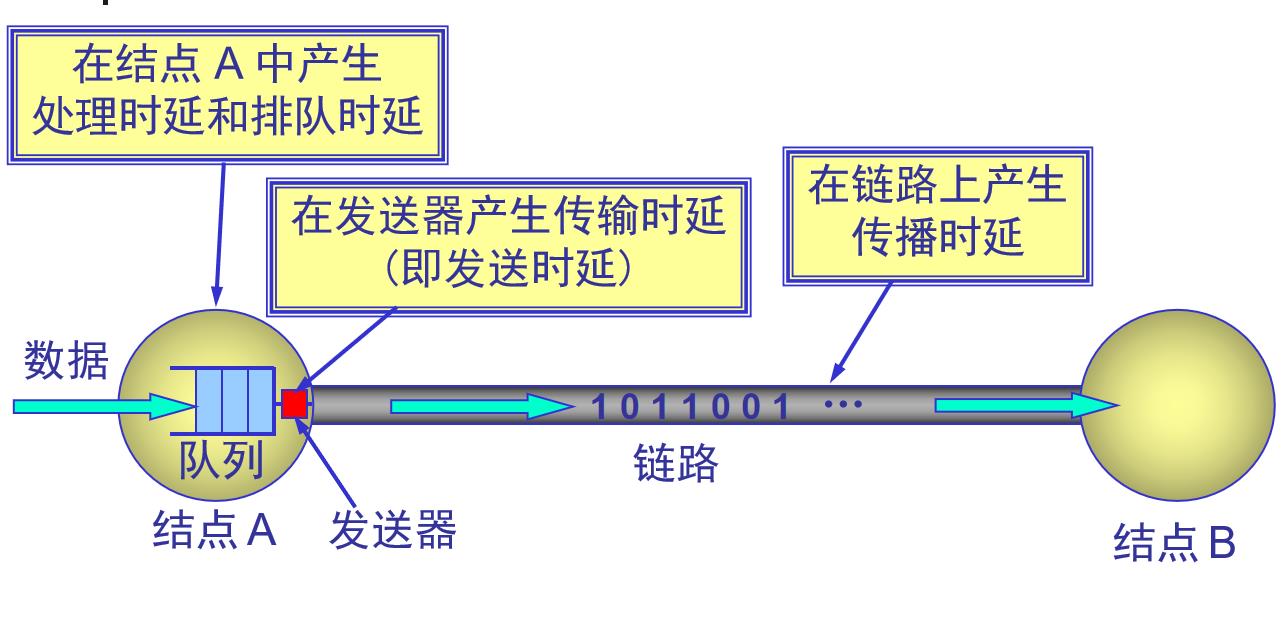 在结点 A 中产生
处理时延和排队时延
在发送器产生传输时延
（即发送时延）
在链路上产生
传播时延
数据
1 0 1 1 0 0 1 …
队列
链路
结点 A
发送器
结点 B